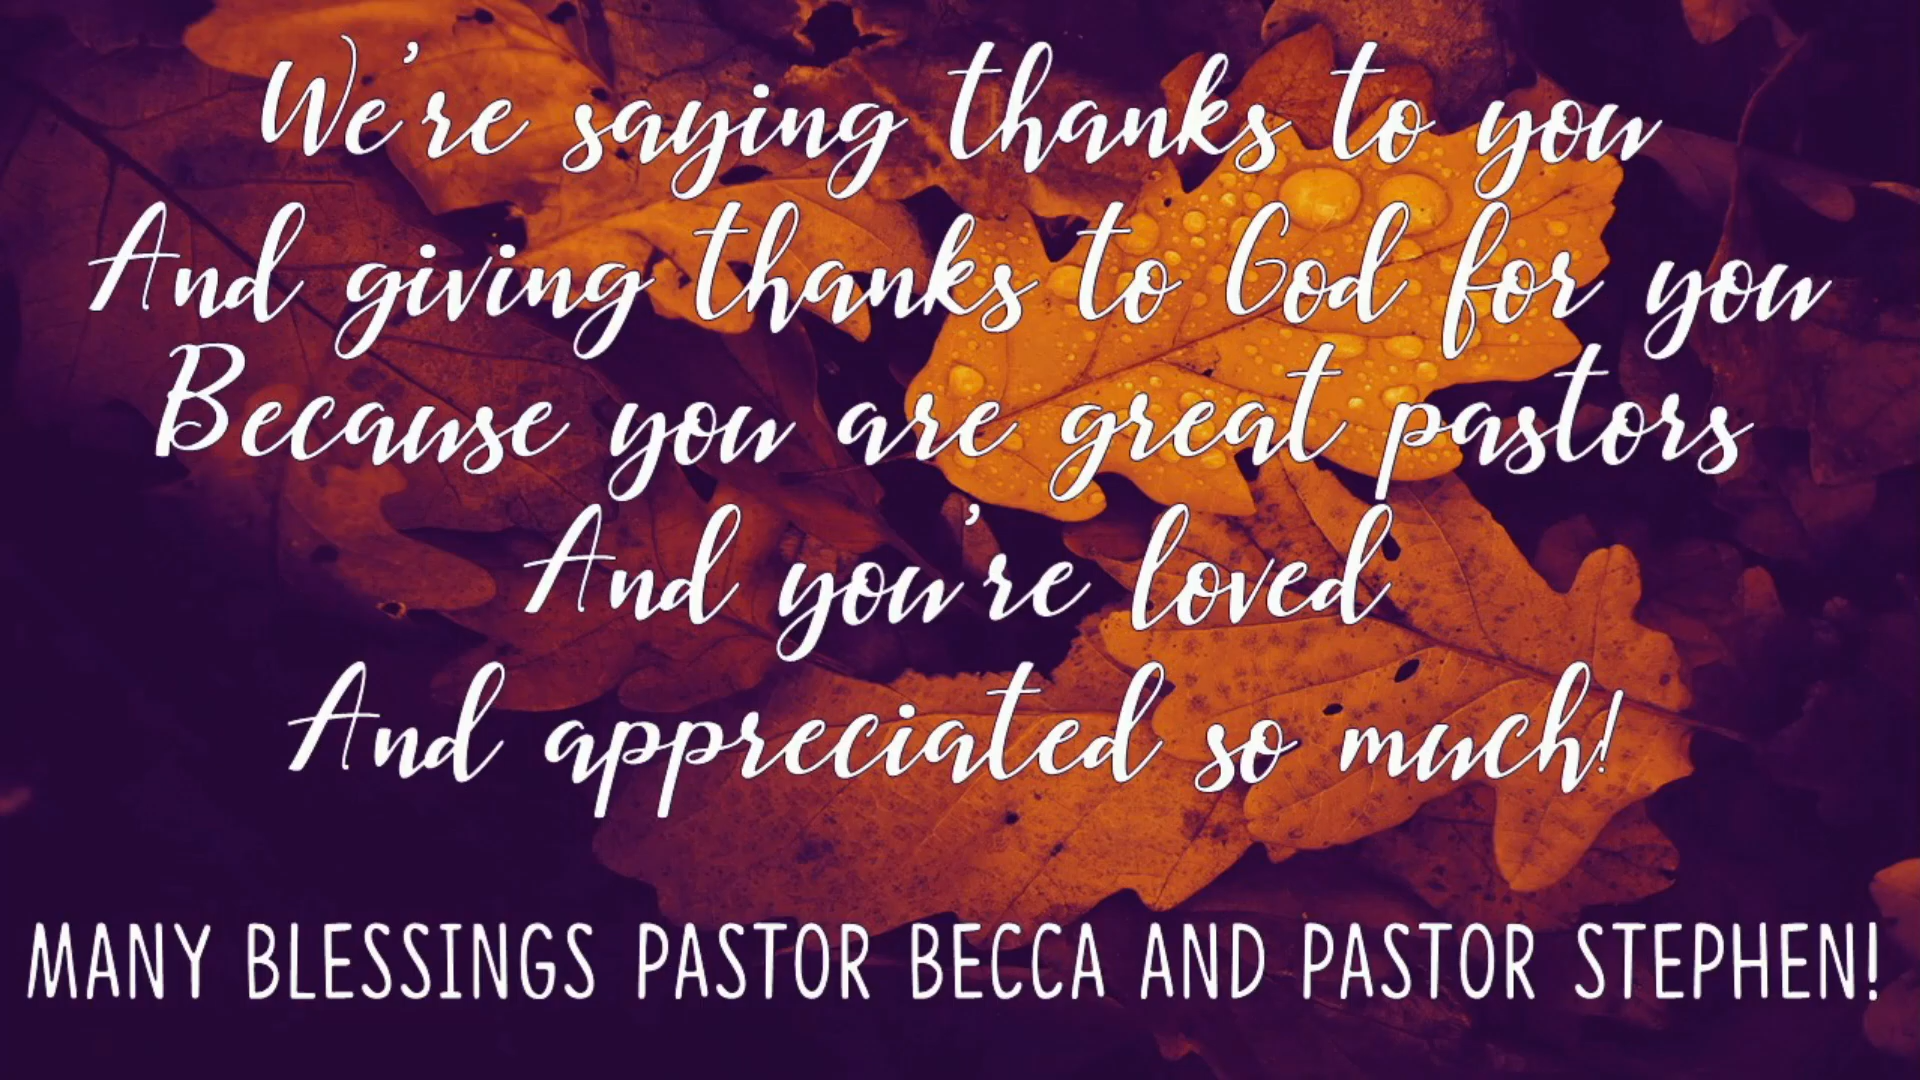 We're saying thanks to you
And giving thanks to God for you
Because you are great pastors
And you're loved
And appreciated so much!
MANY BLESSINGS PASTOR BECCA AND PASTOR STEPHEN!